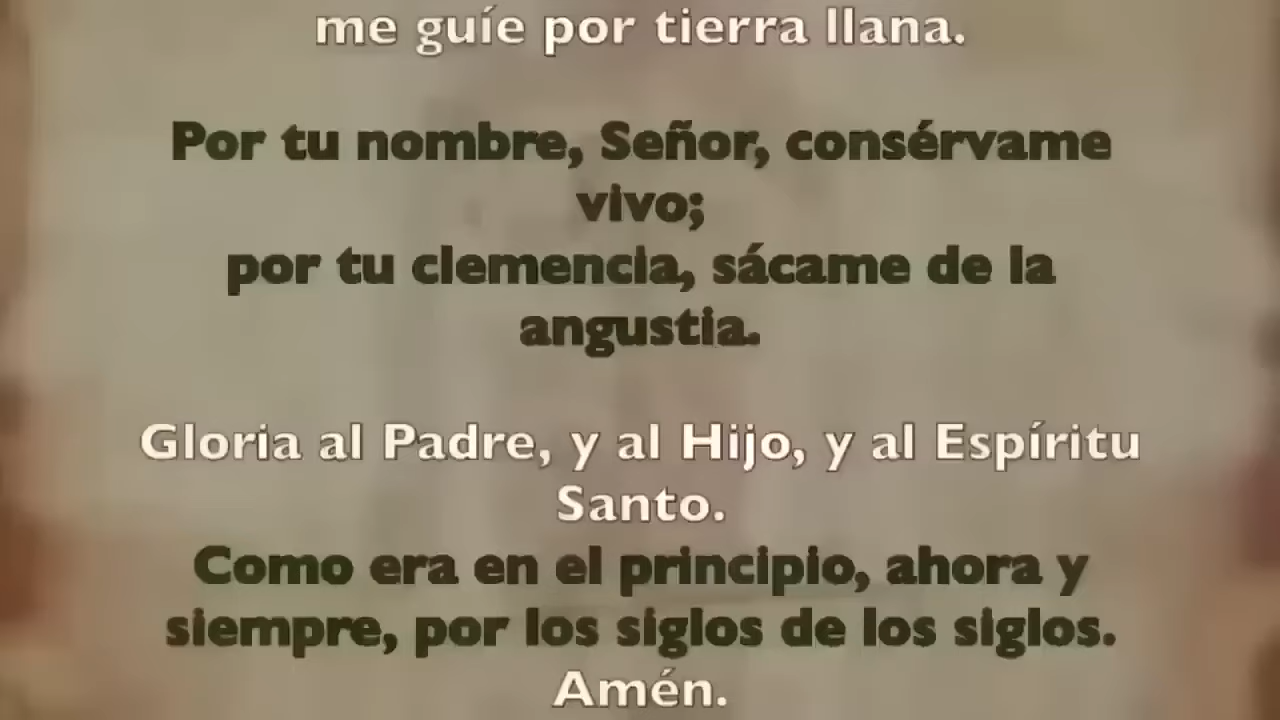 me guíe por tierra llana.
Por tu nombre, Señor, consérvame
vivo;
por tu clemencia, sácame de la
angustia.
Gloria al Padre, y al Hijo, y al Espíritu
Santo.
Como era en el principio, ahora y
siempre, por los siglos de los siglos.
Amén.